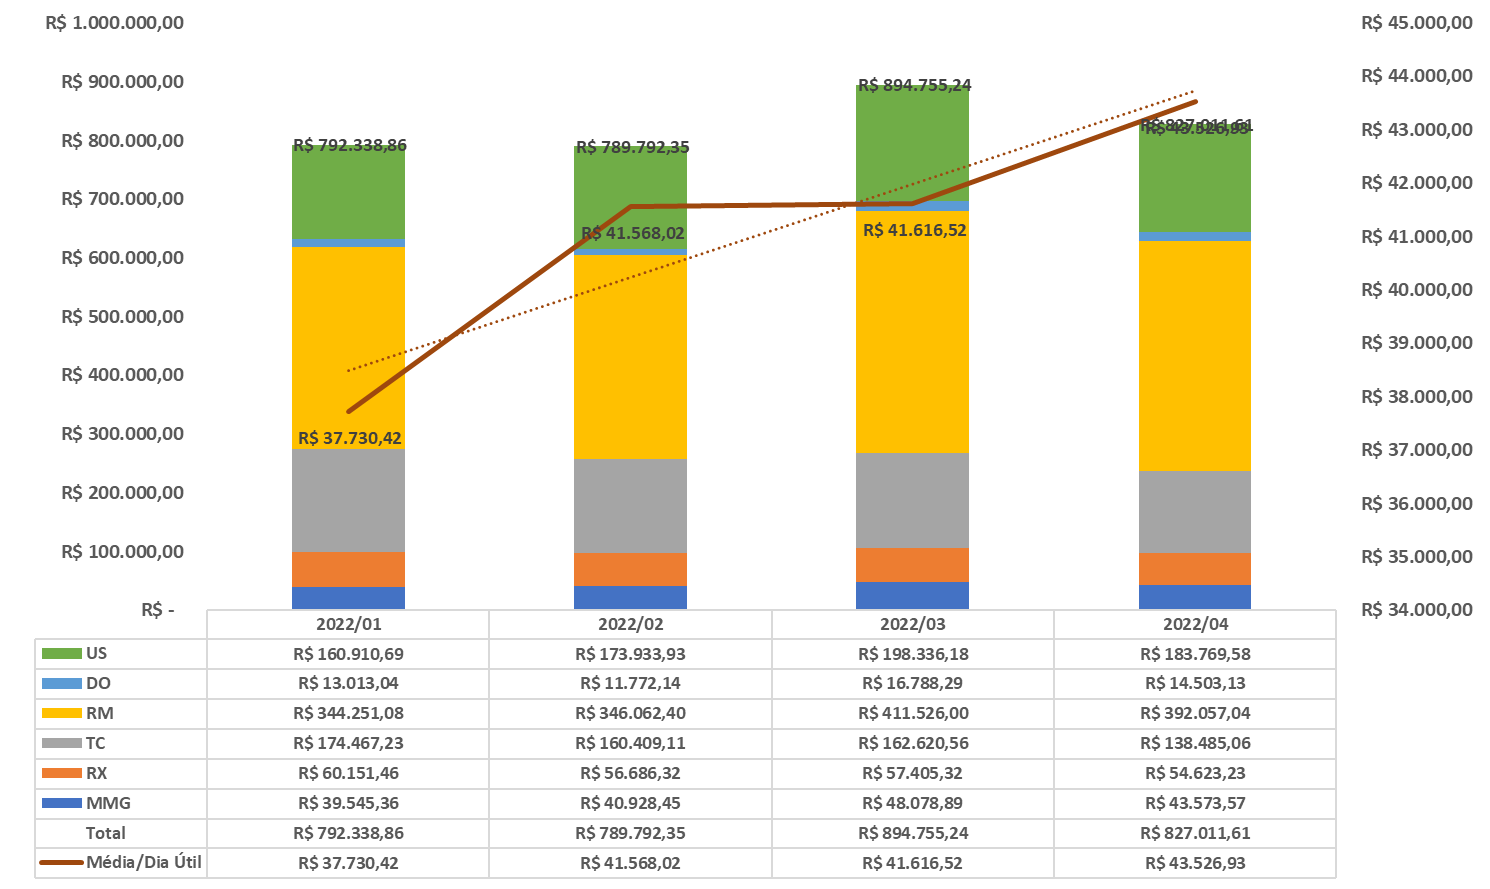 R$ 1.000.000,00
R$ 900.000,00
R$ 800.000,00
R$ 700.000,00
R$ 600.000,00
R$ 500.000,00
R$ 400.000,00
R$ 300.000,00
R$ 200.000,00
R$ 100.000,00
R$ -
R$ 792.338,86
R$ 789.792,35
R$ 894.755,24
R$ 827.011,61
R$ 37.730,42
R$ 41.568,02
R$ 41.616,52
R$ 43.526,93
R$ 45.000,00
R$ 44.000,00
R$ 43.000,00
R$ 42.000,00
R$ 41.000,00
R$ 40.000,00
R$ 39.000,00
R$ 38.000,00
R$ 37.000,00
R$ 36.000,00
R$ 35.000,00
R$ 34.000,00
2022/01 2022/02 2022/03 2022/04
US R$ 160.910,69 R$ 173.933,93 R$ 198.336,18 R$ 183.769,58
DO R$ 13.013,04 R$ 11.772,14 R$ 16.788,29 R$ 14.503,13
RM R$ 344.251,08 R$ 346.062,40 R$ 411.526,00 R$ 392.057,04
TC R$ 174.467,23 R$ 160.409,11 R$ 162.620,56 R$ 138.485,06
RX R$ 60.151,46 R$ 56.686,32 R$ 57.405,32 R$ 54.623,23
MMG R$ 39.545,36 R$ 40.928,45 R$ 48.078,89 R$ 43.573,57
Total R$ 792.338,86 R$ 789.792,35 R$ 894.755,24 R$ 827.011,61
Média/Dia Útil R$ 37.730,42 R$ 41.568,02 R$ 41.616,52 R$ 43.526,93